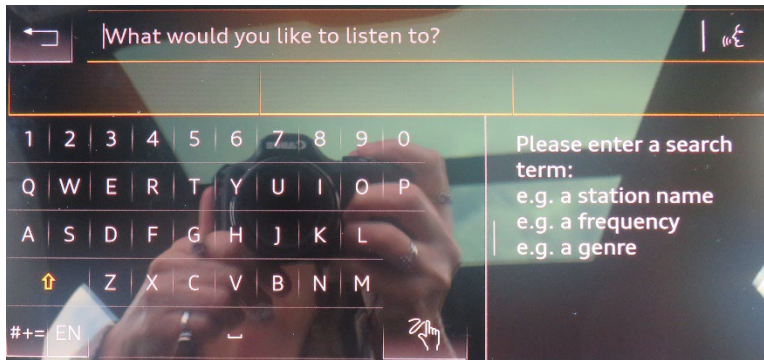 What would you like to listen to?
1 2 3 4 5 6 7 8 9 0
Q W E R T Y U I O P
A S D F G H J K L
Z X C V B N M
#+= EN
Please enter a search
term:
e.g. a station name
e.g. a frequency
e.g. a genre